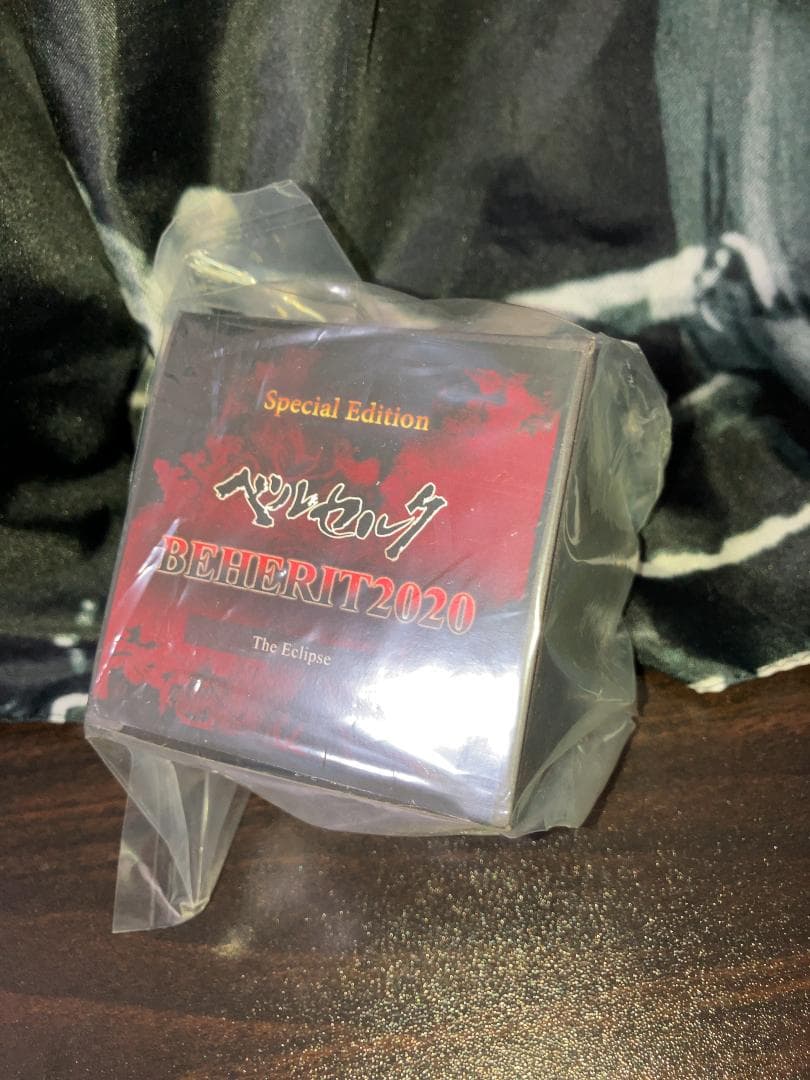 Special Edition
ベルセルク
BEHERIT2020
The Eclipse